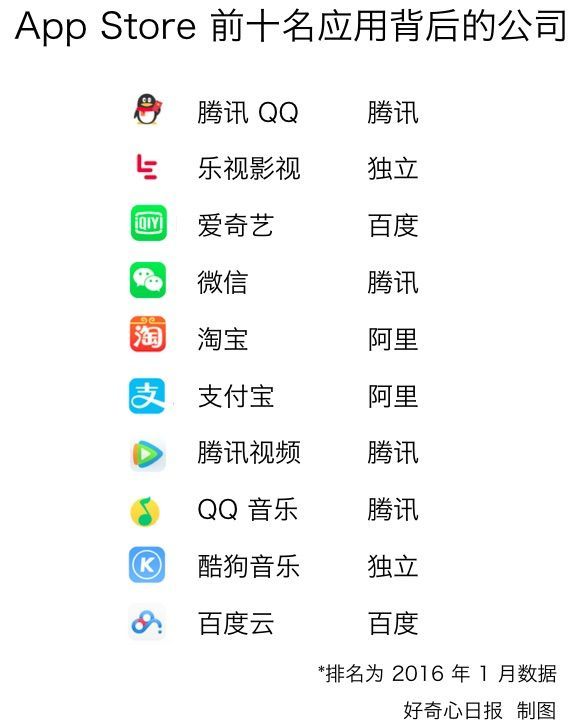 App Store 前十名应用背后的公司
腾讯 QQ 腾讯
乐视影视 独立
iQIY 爱奇艺 百度
微信 腾讯
淘 淘宝 阿里
支 支付宝 阿里
腾讯视频 腾讯
QQ 音乐 腾讯
K 酷狗音乐 独立
百度云 百度
*排名为 2016 年 1 月数据
好奇心日报 制图